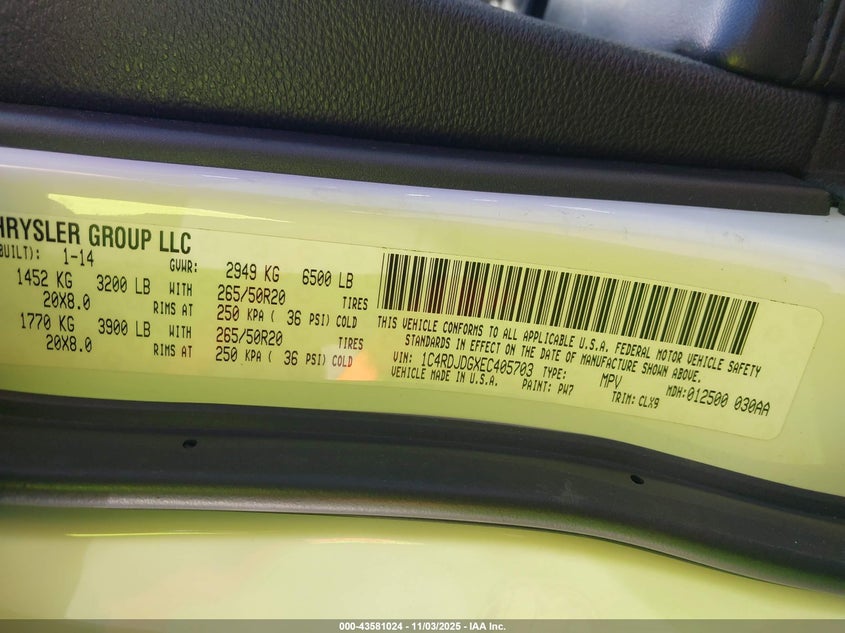 HRYSLER GROUP LLC
BUILT): 1-14 GVWR: 2949 KG 6500 LB
1452 KG 3200 LB WITH 265/50R20 TIRES
20X8.0 RIMS AT 250 KPA ( 36 PSI) COLD
1770 KG 3900 LB WITH 265/50R20 TIRES
20X8.0 RIMS AT 250 KPA ( 36 PSI) COLD
THIS VEHICLE CONFORMS TO ALL APPLICABLE U.S.A. FEDERAL MOTOR VEHICLE SAFETY
STANDARDS IN EFFECT ON THE DATE OF MANUFACTURE SHOWN ABOVE.
VIN: 1C4RDJDGXEC405703 TYPE: MPV MDH:012500 030AA
VEHICLE MADE IN U.S.A. PAINT: PW7 TRIM: CLX9
000-43581024 | 11/03/2025 - IAA Inc.